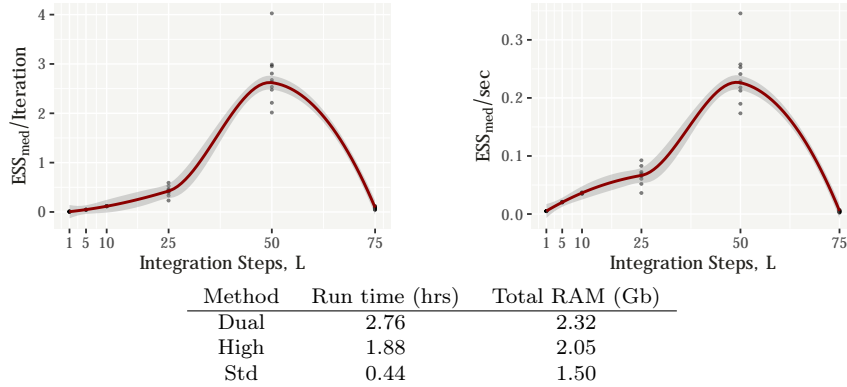 ESS_med/Iteration
4
3
2
1
0
1 5 10 25 50 75
Integration Steps, L
ESS_med/sec
0.3
0.2
0.1
0.0
1 5 10 25 50 75
Integration Steps, L
Method Run time (hrs) Total RAM (Gb)
Dual 2.76 2.32
High 1.88 2.05
Std 0.44 1.50